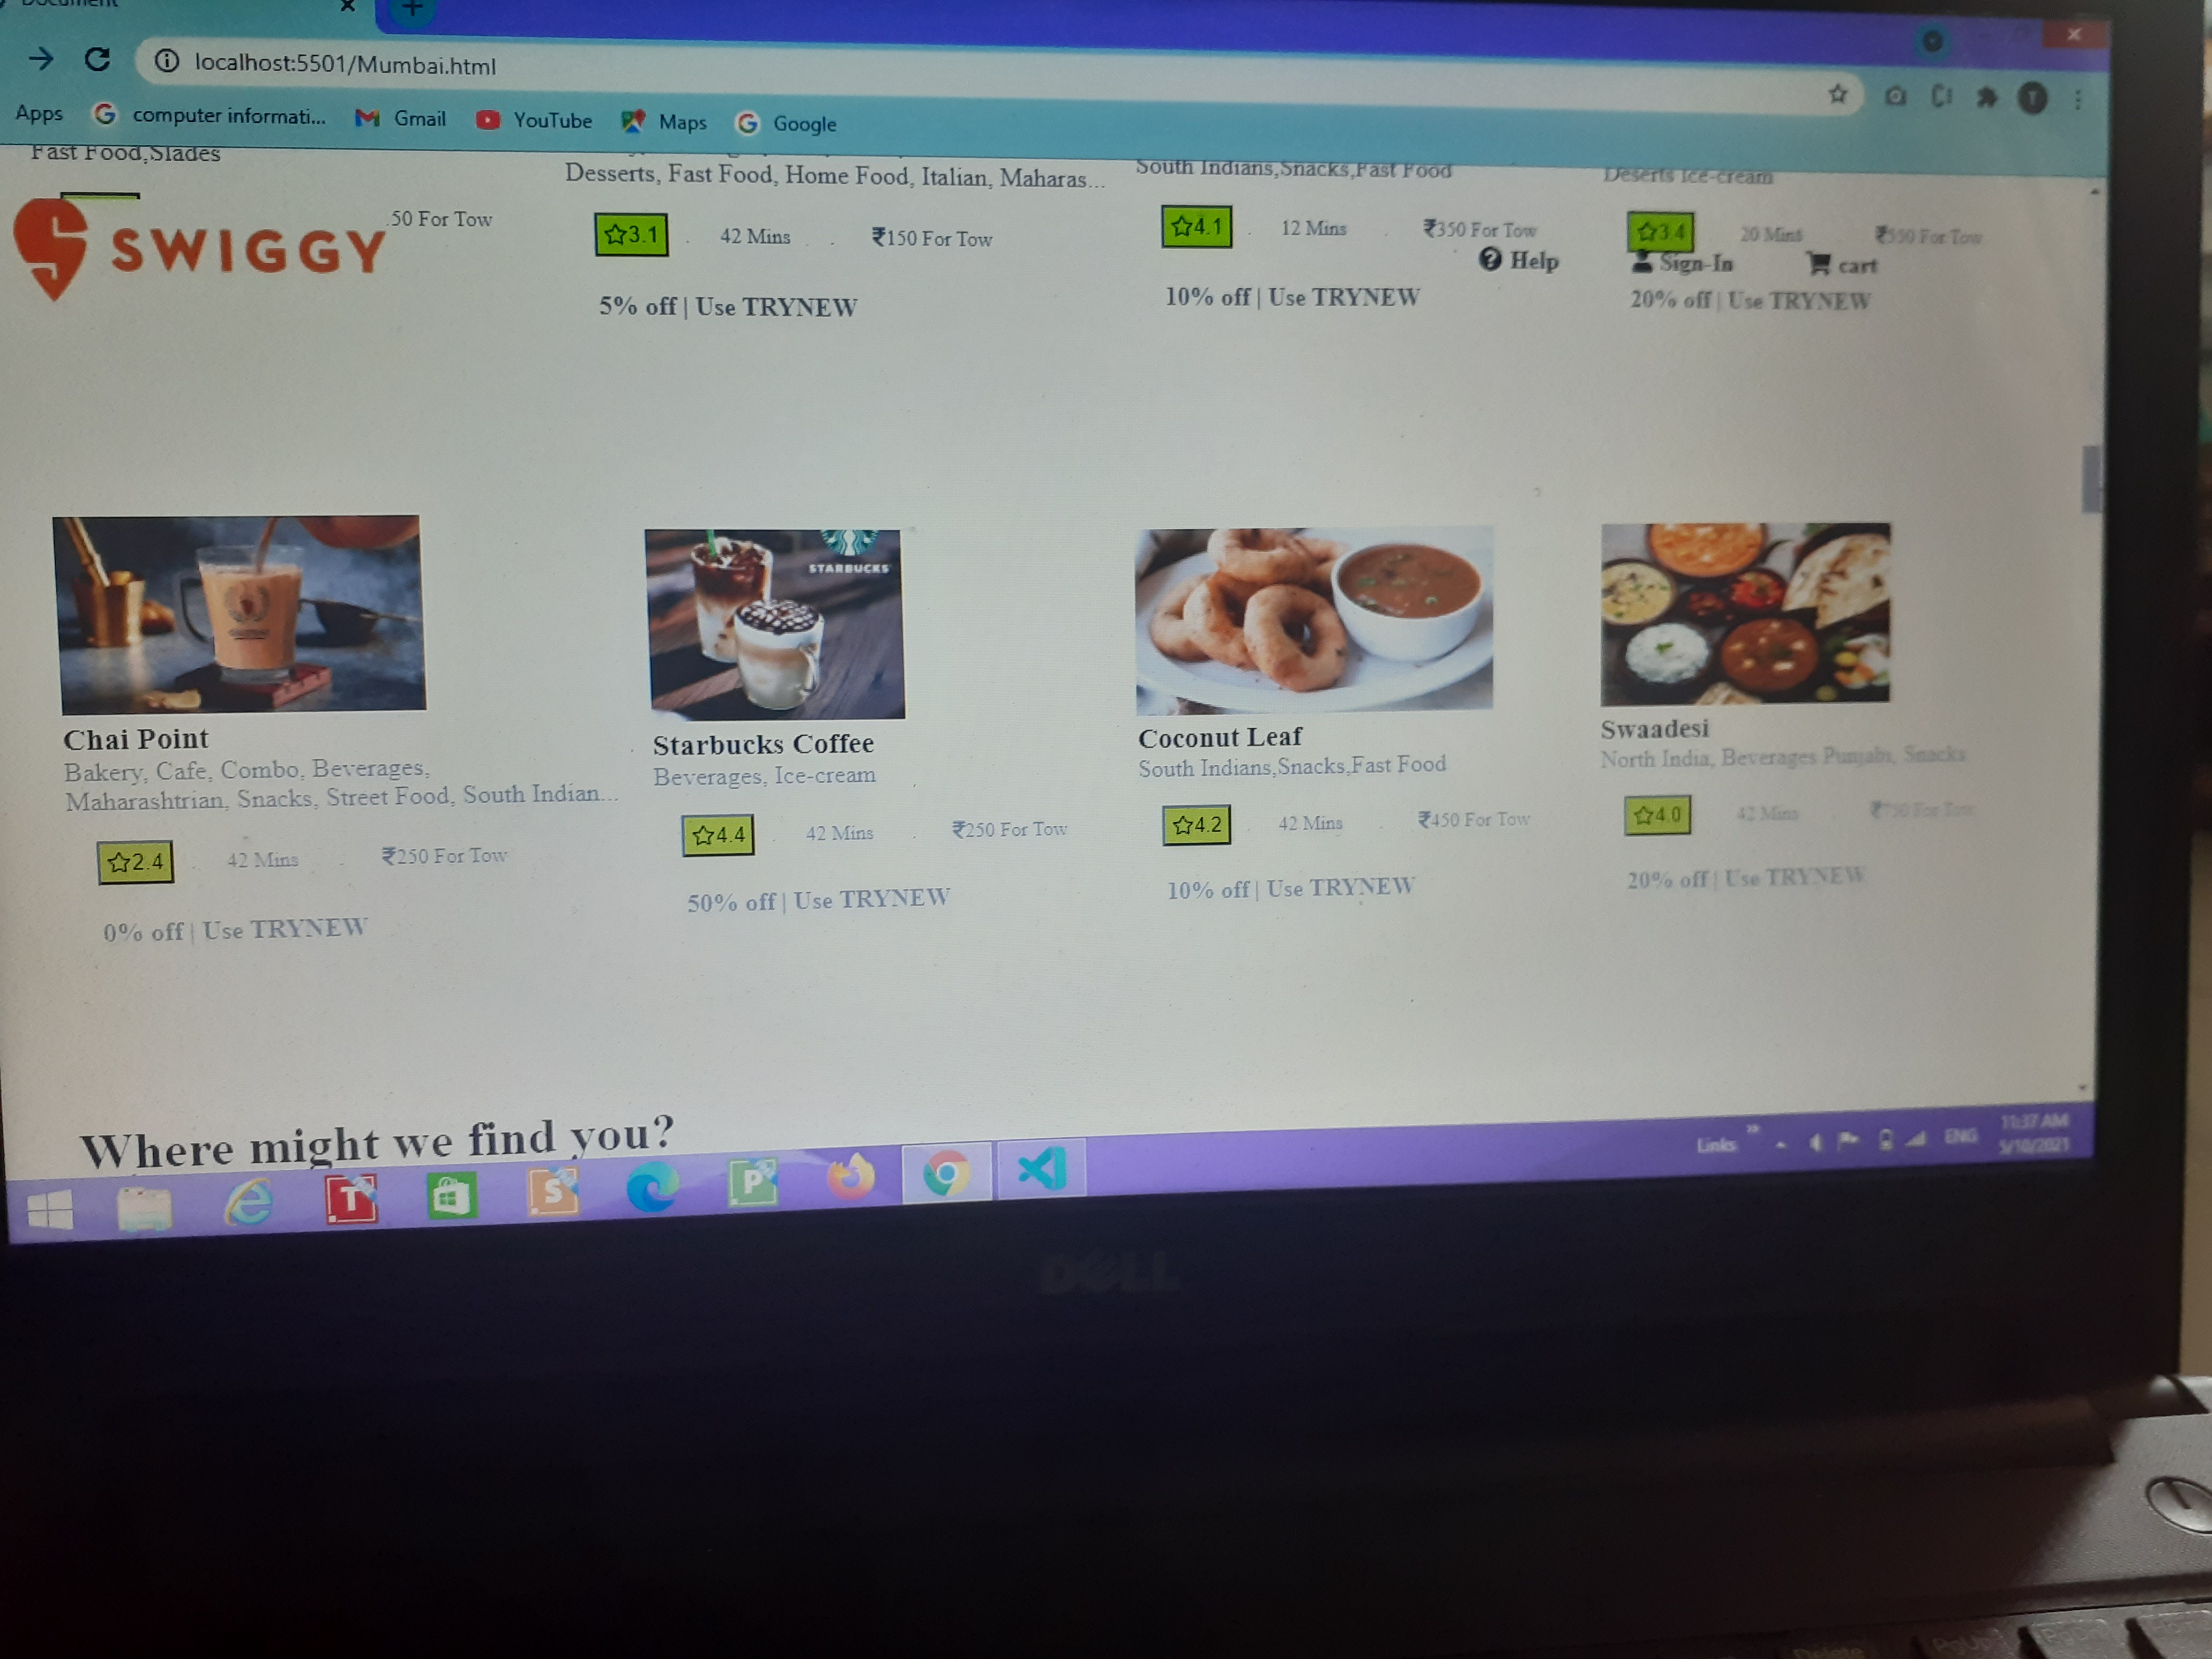 Document
localhost:5501/Mumbai.html
Apps computer informati... Gmail YouTube Maps Google
T
Fast Food,Slades
Desserts, Fast Food, Home Food, Italian, Maharas...
South Indians,Snacks,Fast Food
Deserts Ice-cream
SWIGGY
50 For Tow
3.1 . 42 Mins . ₹150 For Tow
4.1 . 12 Mins . ₹350 For Tow
3.4 20 Mins ₹550 For Tow
Help Sign-In cart
5% off | Use TRYNEW
10% off | Use TRYNEW
20% off | Use TRYNEW
STARBUCKS
Chai Point
Bakery, Cafe, Combo, Beverages,
Maharashtrian, Snacks, Street Food, South Indian...
2.4 . 42 Mins . ₹250 For Tow
0% off | Use TRYNEW
Starbucks Coffee
Beverages, Ice-cream
4.4 . 42 Mins . ₹250 For Tow
50% off | Use TRYNEW
Coconut Leaf
South Indians,Snacks,Fast Food
4.2 . 42 Mins . ₹450 For Tow
10% off | Use TRYNEW
Swaadesi
North India, Beverages Punjabi, Snacks
4.0 42 Mins For Tow
20% off | Use TRYNEW
Where might we find you?
T S P
Links ENG 11:37 AM
5/10/2021
DELL
Delete PgUp